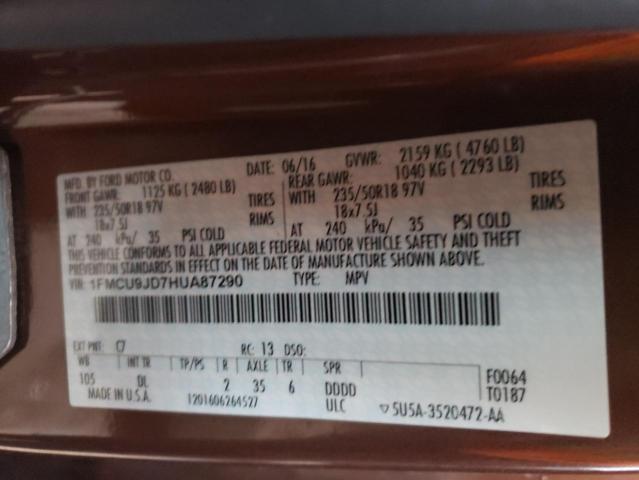 MFD. BY FORD MOTOR CO.
DATE: 06/16 GVWR: 2159 KG ( 4760 LB)
FRONT GAWR: 1125 KG ( 2480 LB)
REAR GAWR: 1040 KG ( 2293 LB)
WITH 235/50R18 97V TIRES
WITH 235/50R18 97V TIRES
18x7.5J RIMS
18x7.5J RIMS
AT 240 kPa/ 35 PSI COLD
AT 240 kPa/ 35 PSI COLD
THIS VEHICLE CONFORMS TO ALL APPLICABLE FEDERAL MOTOR VEHICLE SAFETY AND THEFT
PREVENTION STANDARDS IN EFFECT ON THE DATE OF MANUFACTURE SHOWN ABOVE.
VIN: 1FMCU9JD7HUA87290 TYPE: MPV
EXT PNT: C7 RC: 13 DSO:
WB INT TR TP/PS R AXLE TR SPR
105 DL 2 35 6 DDDD
F0064
T0187
MADE IN U.S.A. 1201606264527 ULC ▽5U5A-3520472-AA